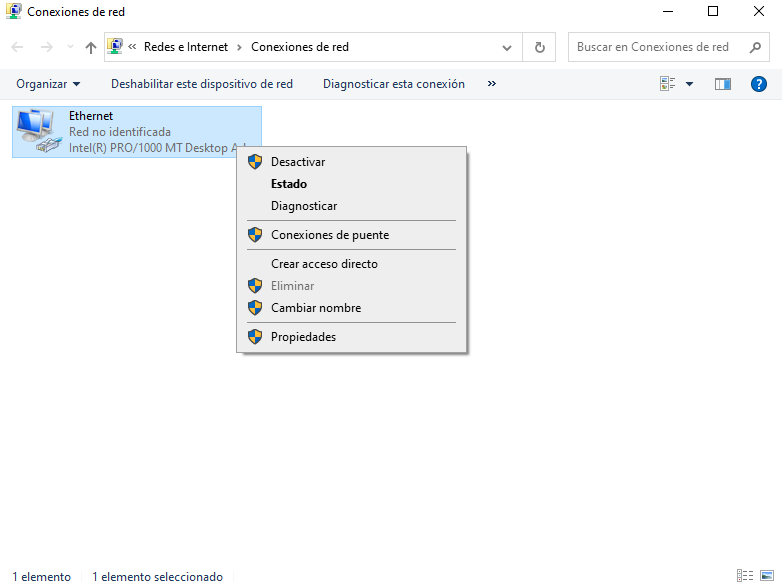 Conexiones de red
« Redes e Internet › Conexiones de red
Buscar en Conexiones de red
Organizar
Deshabilitar este dispositivo de red
Diagnosticar esta conexión
»
?
Ethernet
Red no identificada
Intel(R) PRO/1000 MT Desktop
Desactivar
Estado
Diagnosticar
Conexiones de puente
Crear acceso directo
Eliminar
Cambiar nombre
Propiedades
1 elemento
1 elemento seleccionado